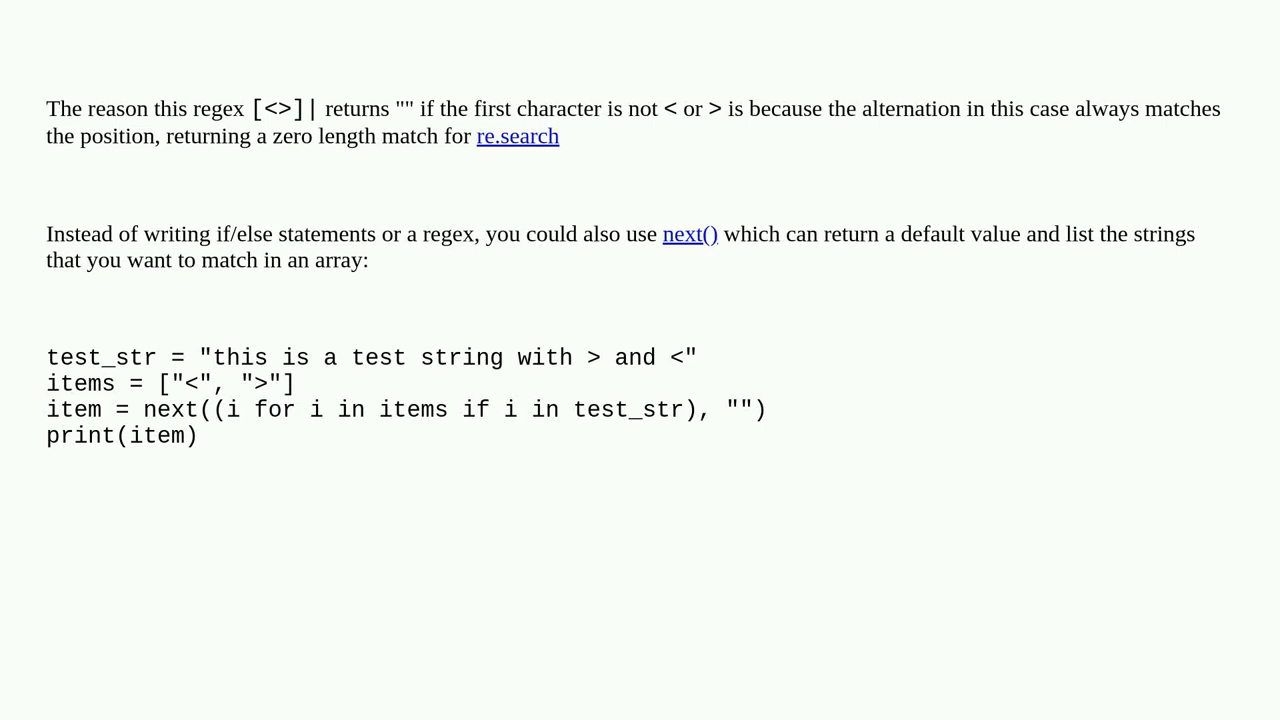 The reason this regex [<>]| returns "" if the first character is not < or > is because the alternation in this case always matches
the position, returning a zero length match for re.search
Instead of writing if/else statements or a regex, you could also use next() which can return a default value and list the strings
that you want to match in an array:
test_str = "this is a test string with > and <"
items = ["<", ">"]
item = next((i for i in items if i in test_str), "")
print(item)